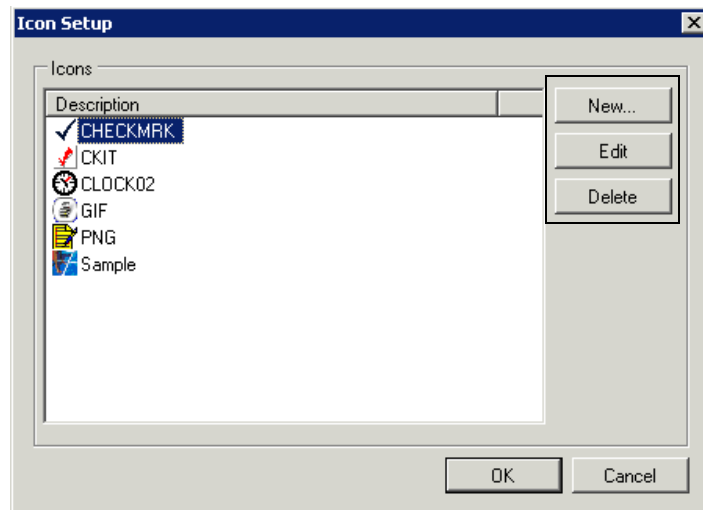 Icon Setup
Icons
Description
CHECKMRK
CKIT
CLOCK02
GIF
PNG
Sample
New...
Edit
Delete
OK
Cancel